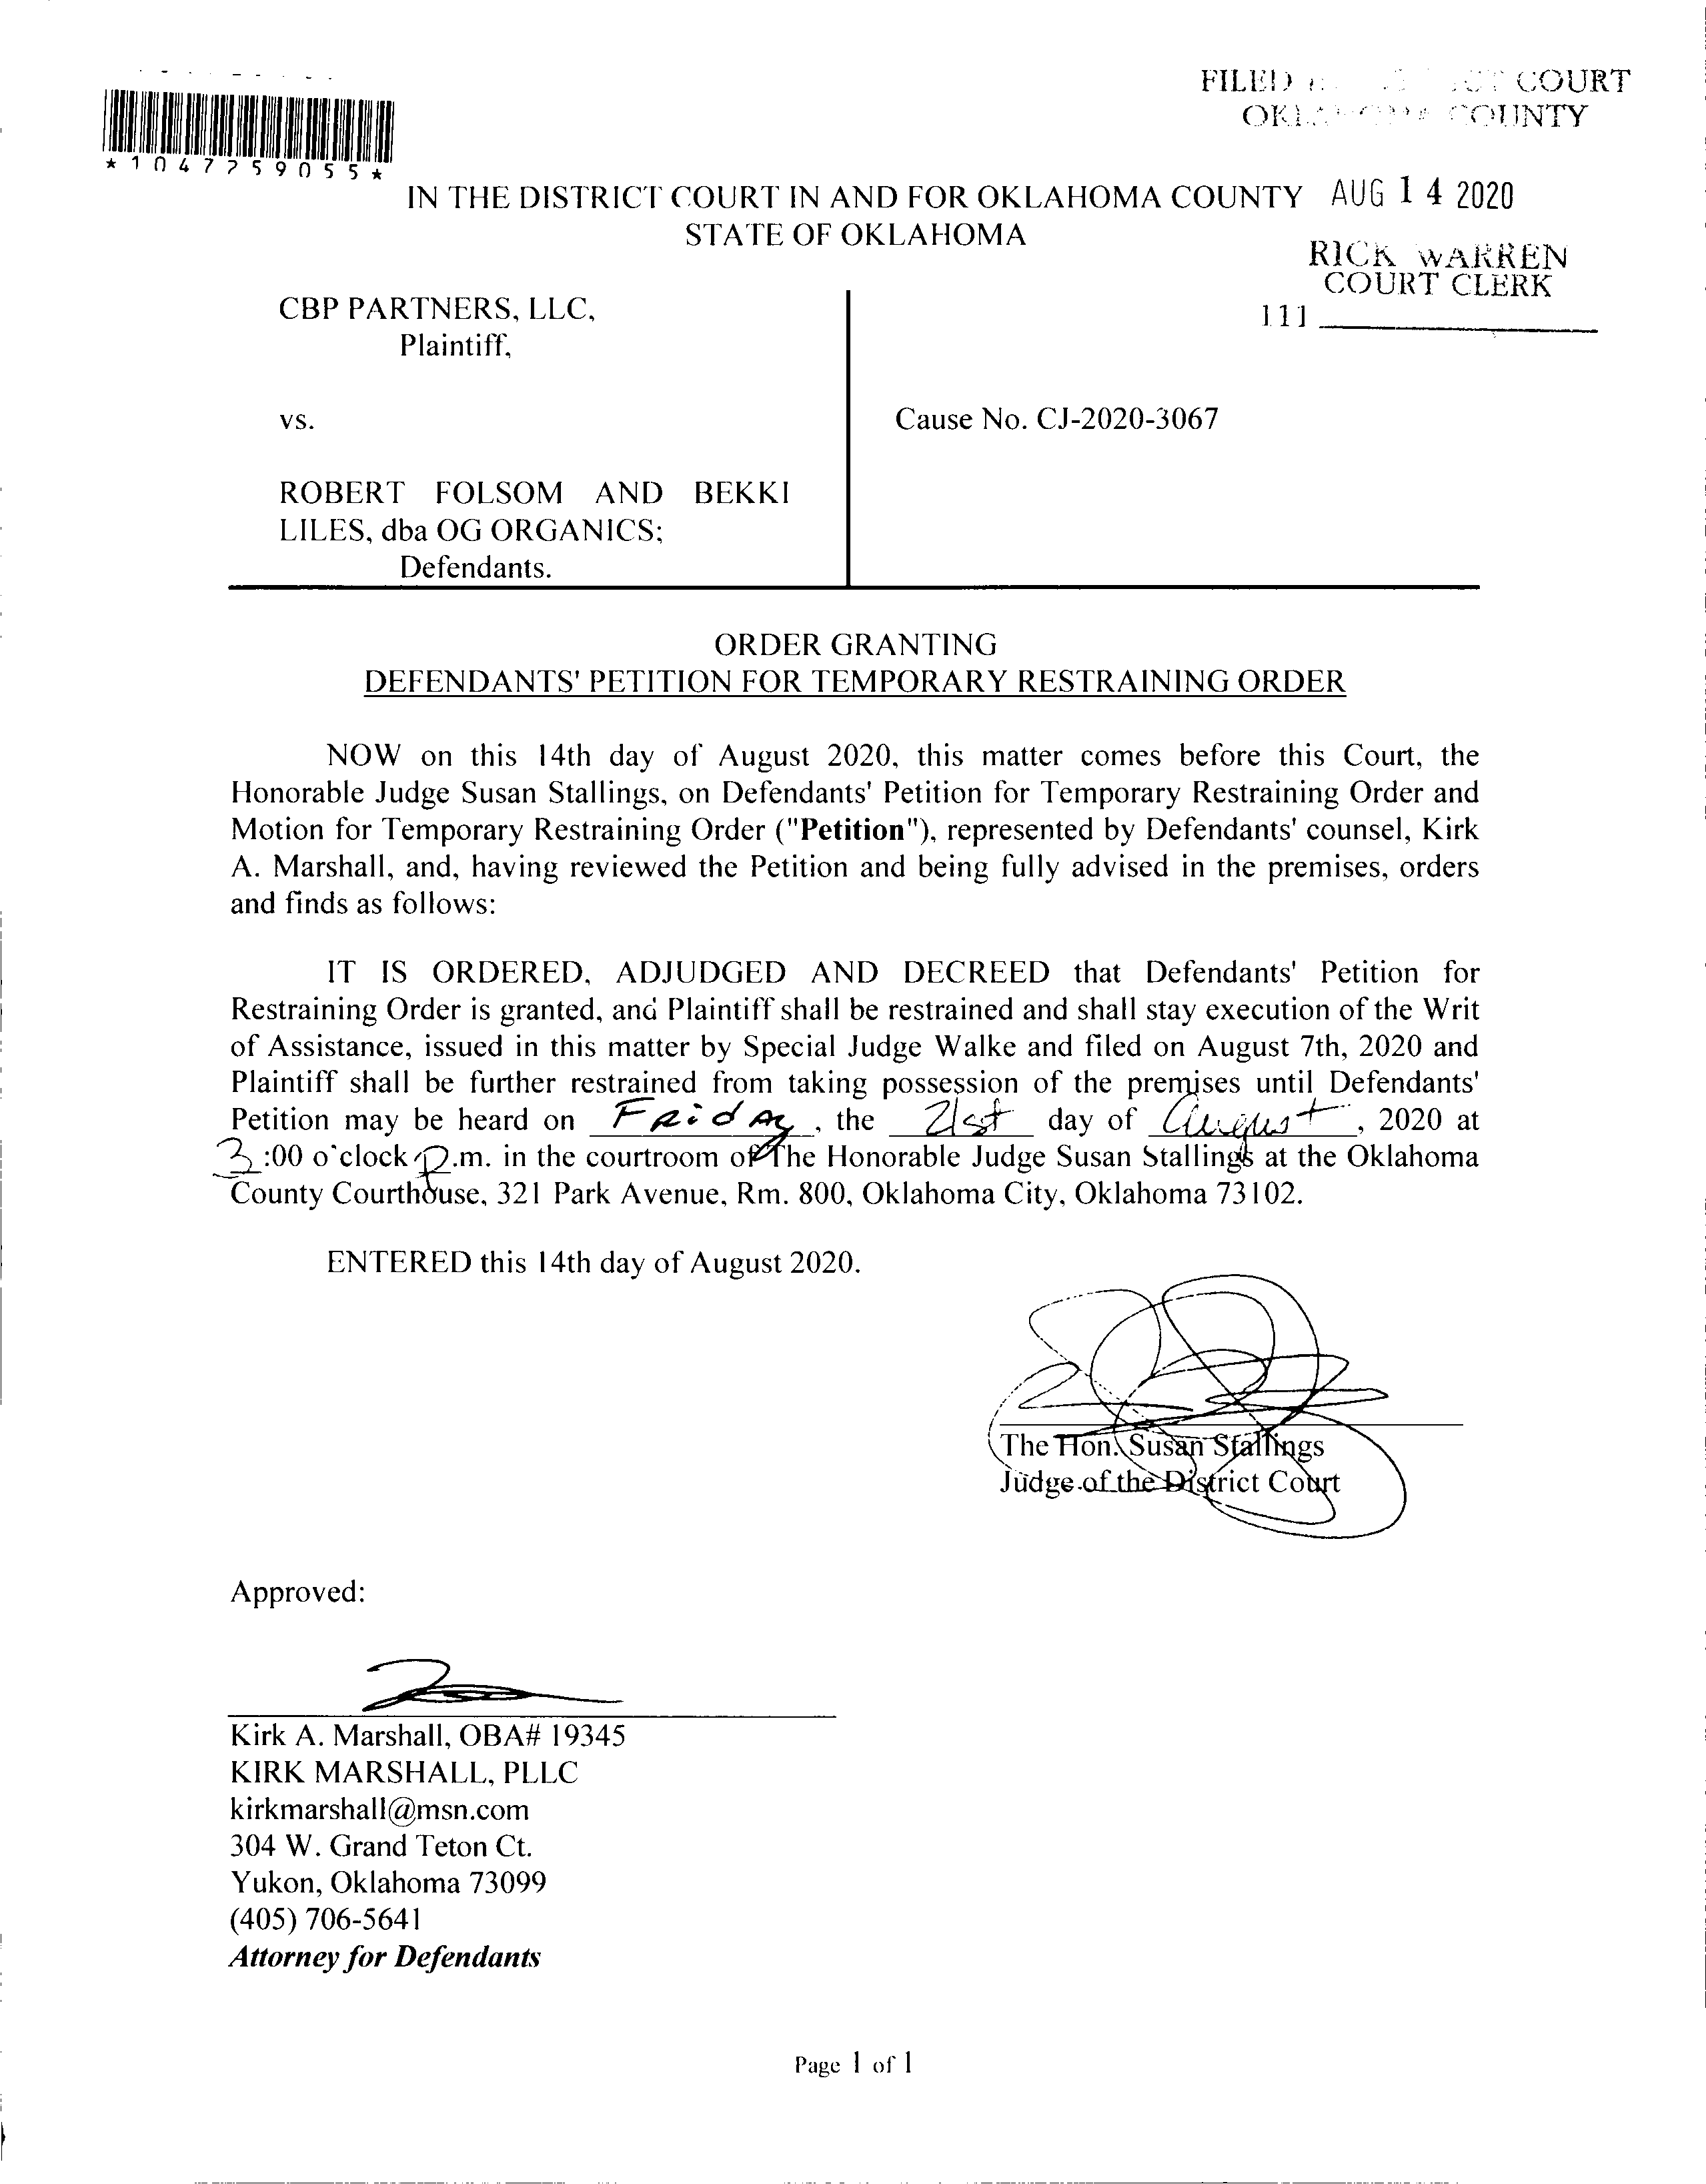 FILED COURT
COUNTY
*1047259055*
IN THE DISTRICT COURT IN AND FOR OKLAHOMA COUNTY AUG 14 2020
STATE OF OKLAHOMA
RICK WARREN
COURT CLERK
111
CBP PARTNERS, LLC,
Plaintiff,
vs.
Cause No. CJ-2020-3067
ROBERT FOLSOM AND BEKKI
LILES, dba OG ORGANICS;
Defendants.
ORDER GRANTING
DEFENDANTS' PETITION FOR TEMPORARY RESTRAINING ORDER
NOW on this 14th day of August 2020, this matter comes before this Court, the
Honorable Judge Susan Stallings, on Defendants' Petition for Temporary Restraining Order and
Motion for Temporary Restraining Order ("Petition"), represented by Defendants' counsel, Kirk
A. Marshall, and, having reviewed the Petition and being fully advised in the premises, orders
and finds as follows:
IT IS ORDERED, ADJUDGED AND DECREED that Defendants' Petition for
Restraining Order is granted, and Plaintiff shall be restrained and shall stay execution of the Writ
of Assistance, issued in this matter by Special Judge Walke and filed on August 7th, 2020 and
Plaintiff shall be further restrained from taking possession of the premises until Defendants'
Petition may be heard on Friday, the 21st day of August, 2020 at
3:00 o'clock p.m. in the courtroom of The Honorable Judge Susan Stallings at the Oklahoma
County Courthouse, 321 Park Avenue, Rm. 800, Oklahoma City, Oklahoma 73102.
ENTERED this 14th day of August 2020.
The Hon. Susan Stallings
Judge of the District Court
Approved:
Kirk A. Marshall, OBA# 19345
KIRK MARSHALL, PLLC
kirkmarshall@msn.com
304 W. Grand Teton Ct.
Yukon, Oklahoma 73099
(405) 706-5641
Attorney for Defendants
Page 1 of 1